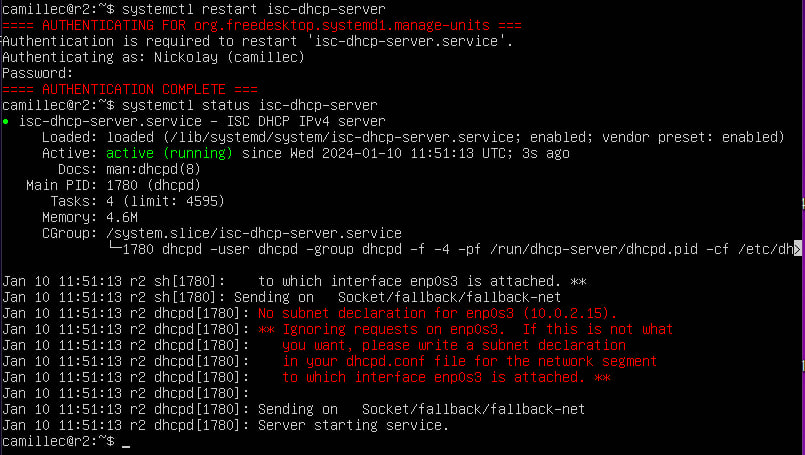 camillec@r2:~$ systemctl restart isc-dhcp-server
==== AUTHENTICATING FOR org.freedesktop.systemd1.manage-units ===
Authentication is required to restart 'isc-dhcp-server.service'.
Authenticating as: Nickolay (camillec)
Password:
==== AUTHENTICATION COMPLETE ===
camillec@r2:~$ systemctl status isc-dhcp-server
● isc-dhcp-server.service - ISC DHCP IPv4 server
     Loaded: loaded (/lib/systemd/system/isc-dhcp-server.service; enabled; vendor preset: enabled)
     Active: active (running) since Wed 2024-01-10 11:51:13 UTC; 3s ago
       Docs: man:dhcpd(8)
   Main PID: 1780 (dhcpd)
      Tasks: 4 (limit: 4595)
     Memory: 4.6M
     CGroup: /system.slice/isc-dhcp-server.service
             └─1780 dhcpd -user dhcpd -group dhcpd -f -4 -pf /run/dhcp-server/dhcpd.pid -cf /etc/dh>
Jan 10 11:51:13 r2 sh[1780]:    to which interface enp0s3 is attached. **
Jan 10 11:51:13 r2 sh[1780]: Sending on   Socket/fallback/fallback-net
Jan 10 11:51:13 r2 dhcpd[1780]: No subnet declaration for enp0s3 (10.0.2.15).
Jan 10 11:51:13 r2 dhcpd[1780]: ** Ignoring requests on enp0s3.  If this is not what
Jan 10 11:51:13 r2 dhcpd[1780]:    you want, please write a subnet declaration
Jan 10 11:51:13 r2 dhcpd[1780]:    in your dhcpd.conf file for the network segment
Jan 10 11:51:13 r2 dhcpd[1780]:    to which interface enp0s3 is attached. **
Jan 10 11:51:13 r2 dhcpd[1780]:
Jan 10 11:51:13 r2 dhcpd[1780]: Sending on   Socket/fallback/fallback-net
Jan 10 11:51:13 r2 dhcpd[1780]: Server starting service.
camillec@r2:~$ _